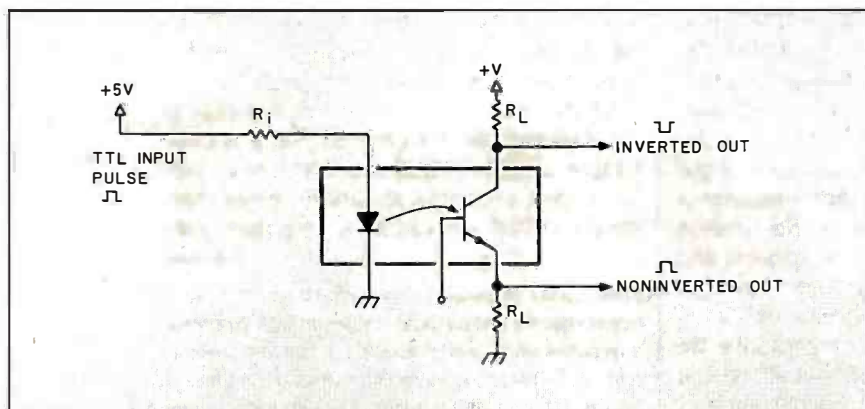 +5V
Ri
TTL INPUT
PULSE
+V
RL
INVERTED OUT
NONINVERTED OUT
RL